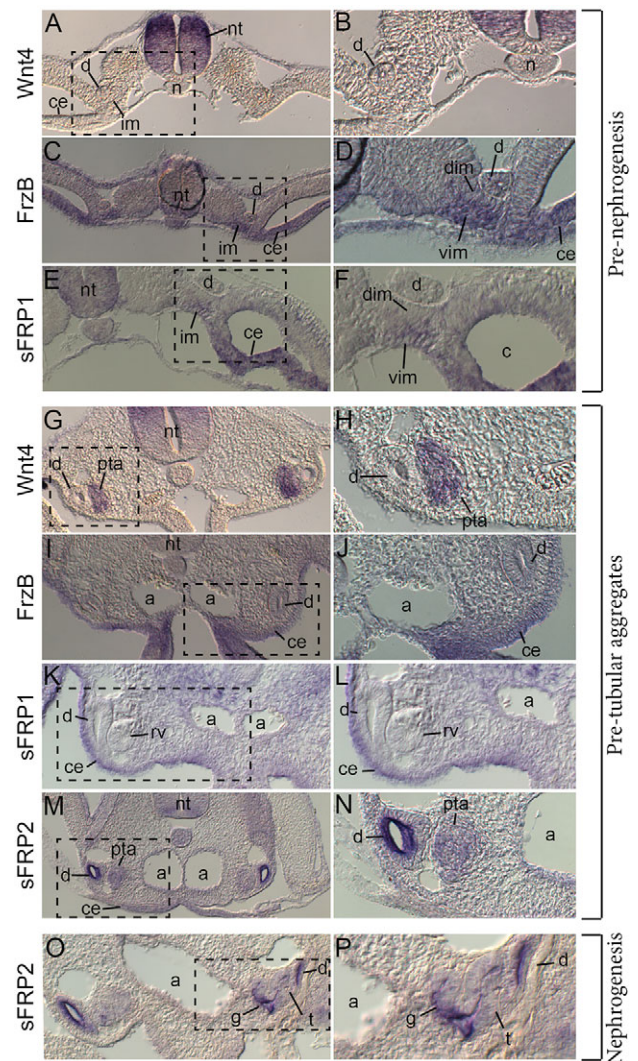 A
nt
d
n
ce
im
Wnt4
B
d
n
C
nt
d
im
ce
FrzB
D
d
dim
vim
ce
E
nt
d
im
ce
sFRP1
F
d
dim
vim
c
Pre-nephrogenesis
G
nt
d
pta
Wnt4
H
d
pta
I
nt
a
a
d
ce
FrzB
J
d
a
ce
K
d
rv
a
a
ce
sFRP1
L
d
rv
a
ce
M
nt
pta
d
a
a
ce
sFRP2
N
pta
d
a
Pre-tubular aggregates
O
a
d
g
t
sFRP2
P
d
a
g
t
Nephrogenesis